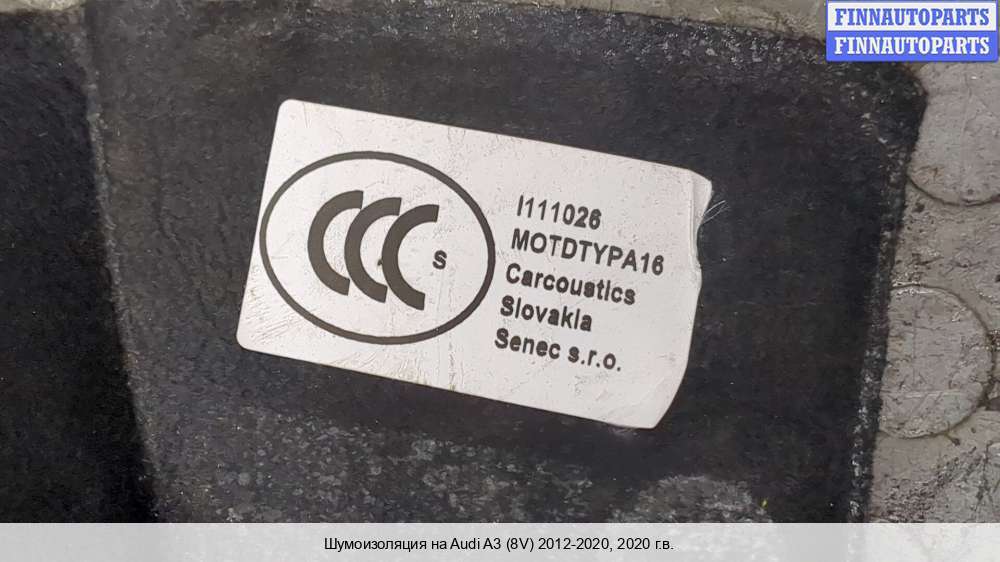 FINNAUTOPARTS
FINNAUTOPARTS
CCC S
I111026
MOTDTYPA16
Carcoustics
Slovakia
Senec s.r.o.
Шумоизоляция на Audi A3 (8V) 2012-2020, 2020 г.в.